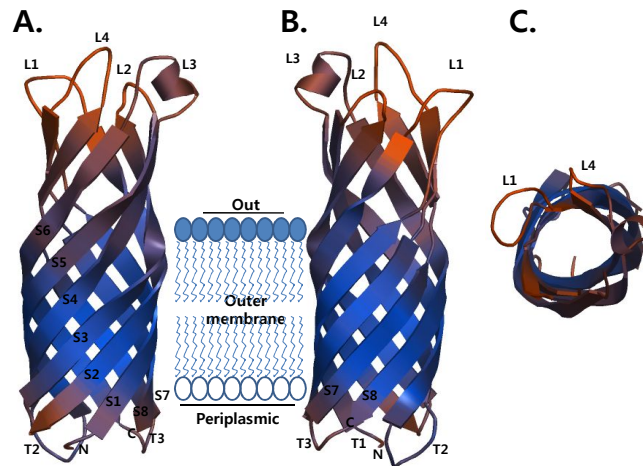 A.
B.
C.
L4
L1
L2
L3
L4
L3
L2
L1
L1
L4
Out
S6
S5
S4
S3
S2
S1
S8
S7
Outer
membrane
S7
S8
Periplasmic
T2
N
C
T3
T3
T1
C
N
T2